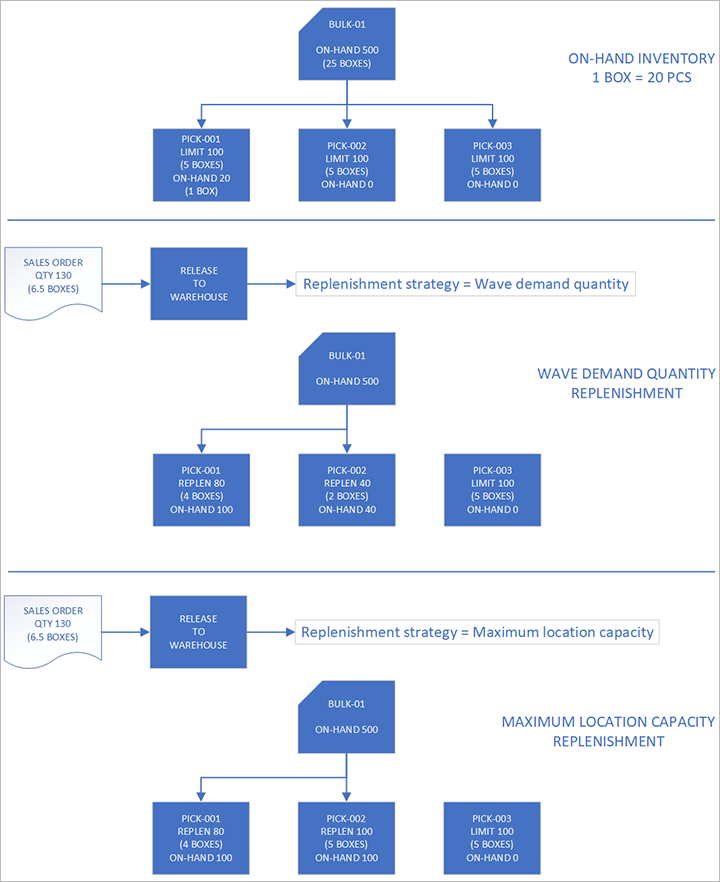 BULK-01
ON-HAND 500
(25 BOXES)
ON-HAND INVENTORY
1 BOX = 20 PCS
PICK-001
LIMIT 100
(5 BOXES)
ON-HAND 20
(1 BOX)
PICK-002
LIMIT 100
(5 BOXES)
ON-HAND 0
PICK-003
LIMIT 100
(5 BOXES)
ON-HAND 0
SALES ORDER
QTY 130
(6.5 BOXES)
RELEASE
TO
WAREHOUSE
Replenishment strategy = Wave demand quantity
BULK-01
ON-HAND 500
WAVE DEMAND QUANTITY
REPLENISHMENT
PICK-001
REPLEN 80
(4 BOXES)
ON-HAND 100
PICK-002
REPLEN 40
(2 BOXES)
ON-HAND 40
PICK-003
LIMIT 100
(5 BOXES)
ON-HAND 0
SALES ORDER
QTY 130
(6.5 BOXES)
RELEASE
TO
WAREHOUSE
Replenishment strategy = Maximum location capacity
BULK-01
ON-HAND 500
MAXIMUM LOCATION CAPACITY
REPLENISHMENT
PICK-001
REPLEN 80
(4 BOXES)
ON-HAND 100
PICK-002
REPLEN 100
(5 BOXES)
ON-HAND 100
PICK-003
LIMIT 100
(5 BOXES)
ON-HAND 0